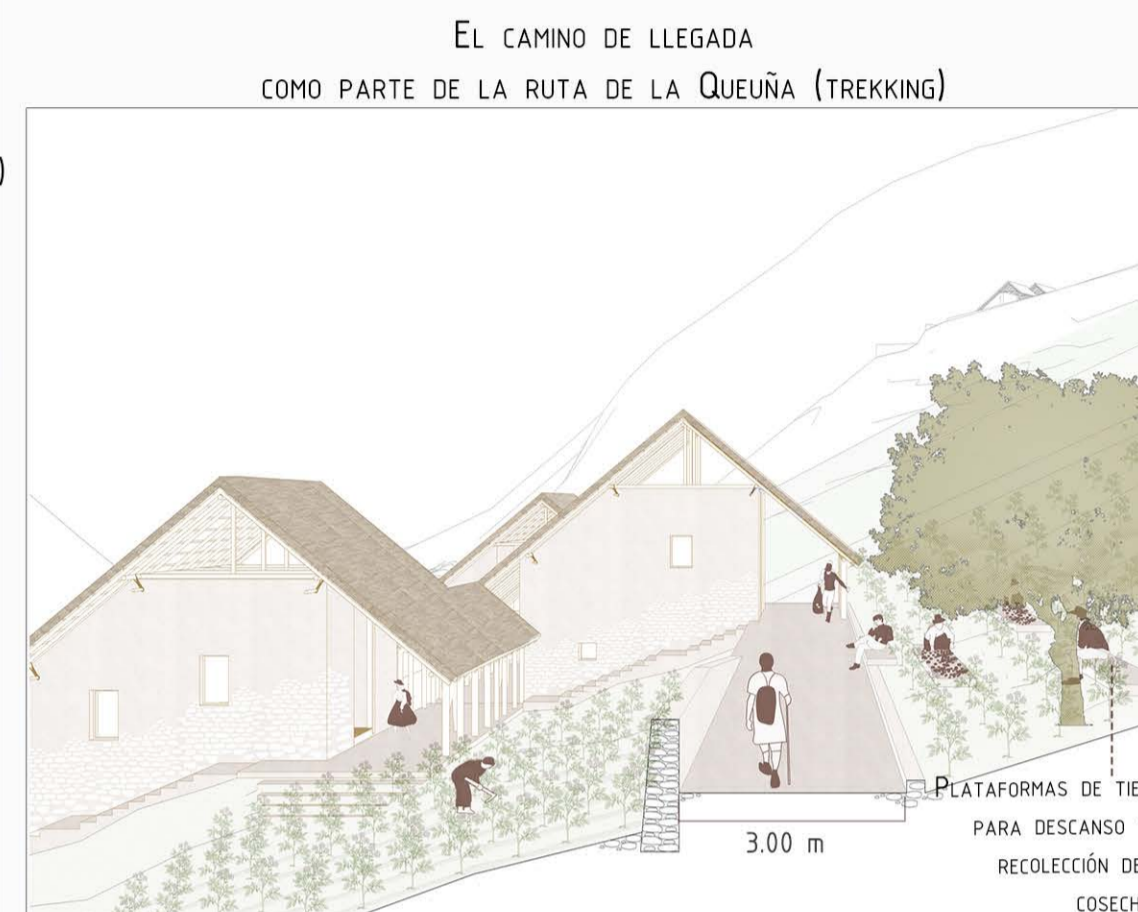 EL CAMINO DE LLEGADA
COMO PARTE DE LA RUTA DE LA QUEUÑA (TREKKING)
)
3.00 m
PLATAFORMAS DE TIE
PARA DESCANSO
RECOLECCIÓN DE
COSECH